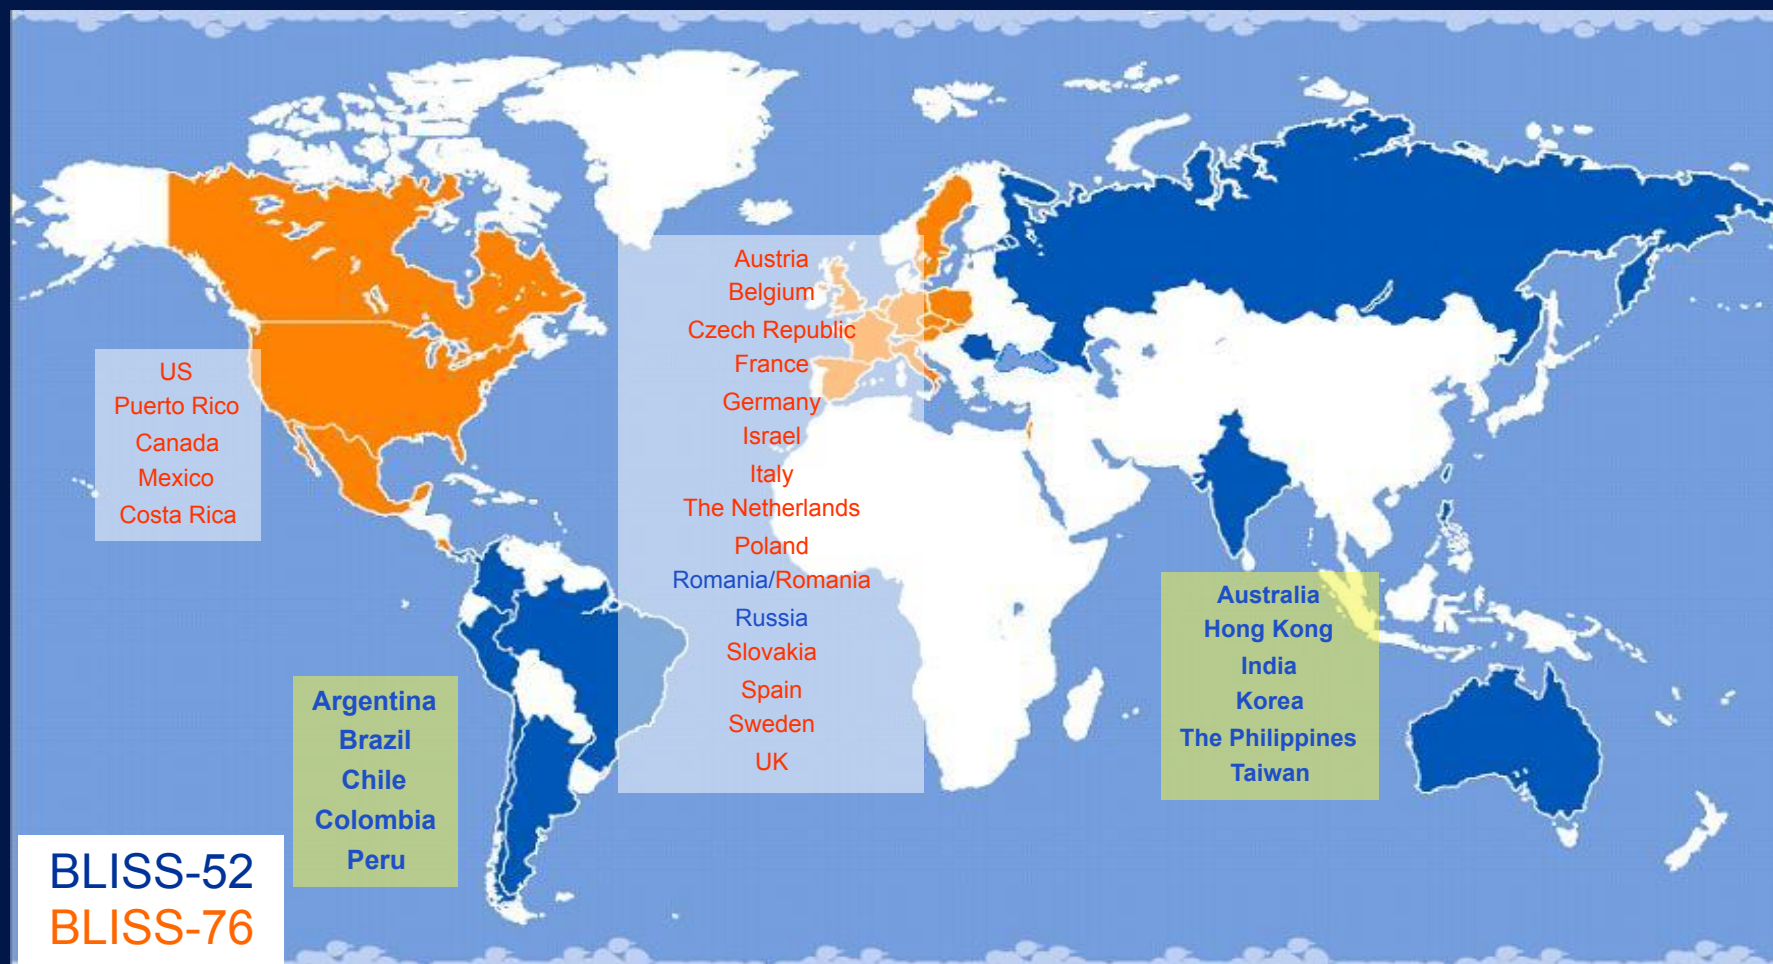 US
Puerto Rico
Canada
Mexico
Costa Rica
Austria
Belgium
Czech Republic
France
Germany
Israel
Italy
The Netherlands
Poland
Romania/Romania
Russia
Slovakia
Spain
Sweden
UK
Argentina
Brazil
Chile
Colombia
Peru
Australia
Hong Kong
India
Korea
The Philippines
Taiwan
BLISS-52
BLISS-76